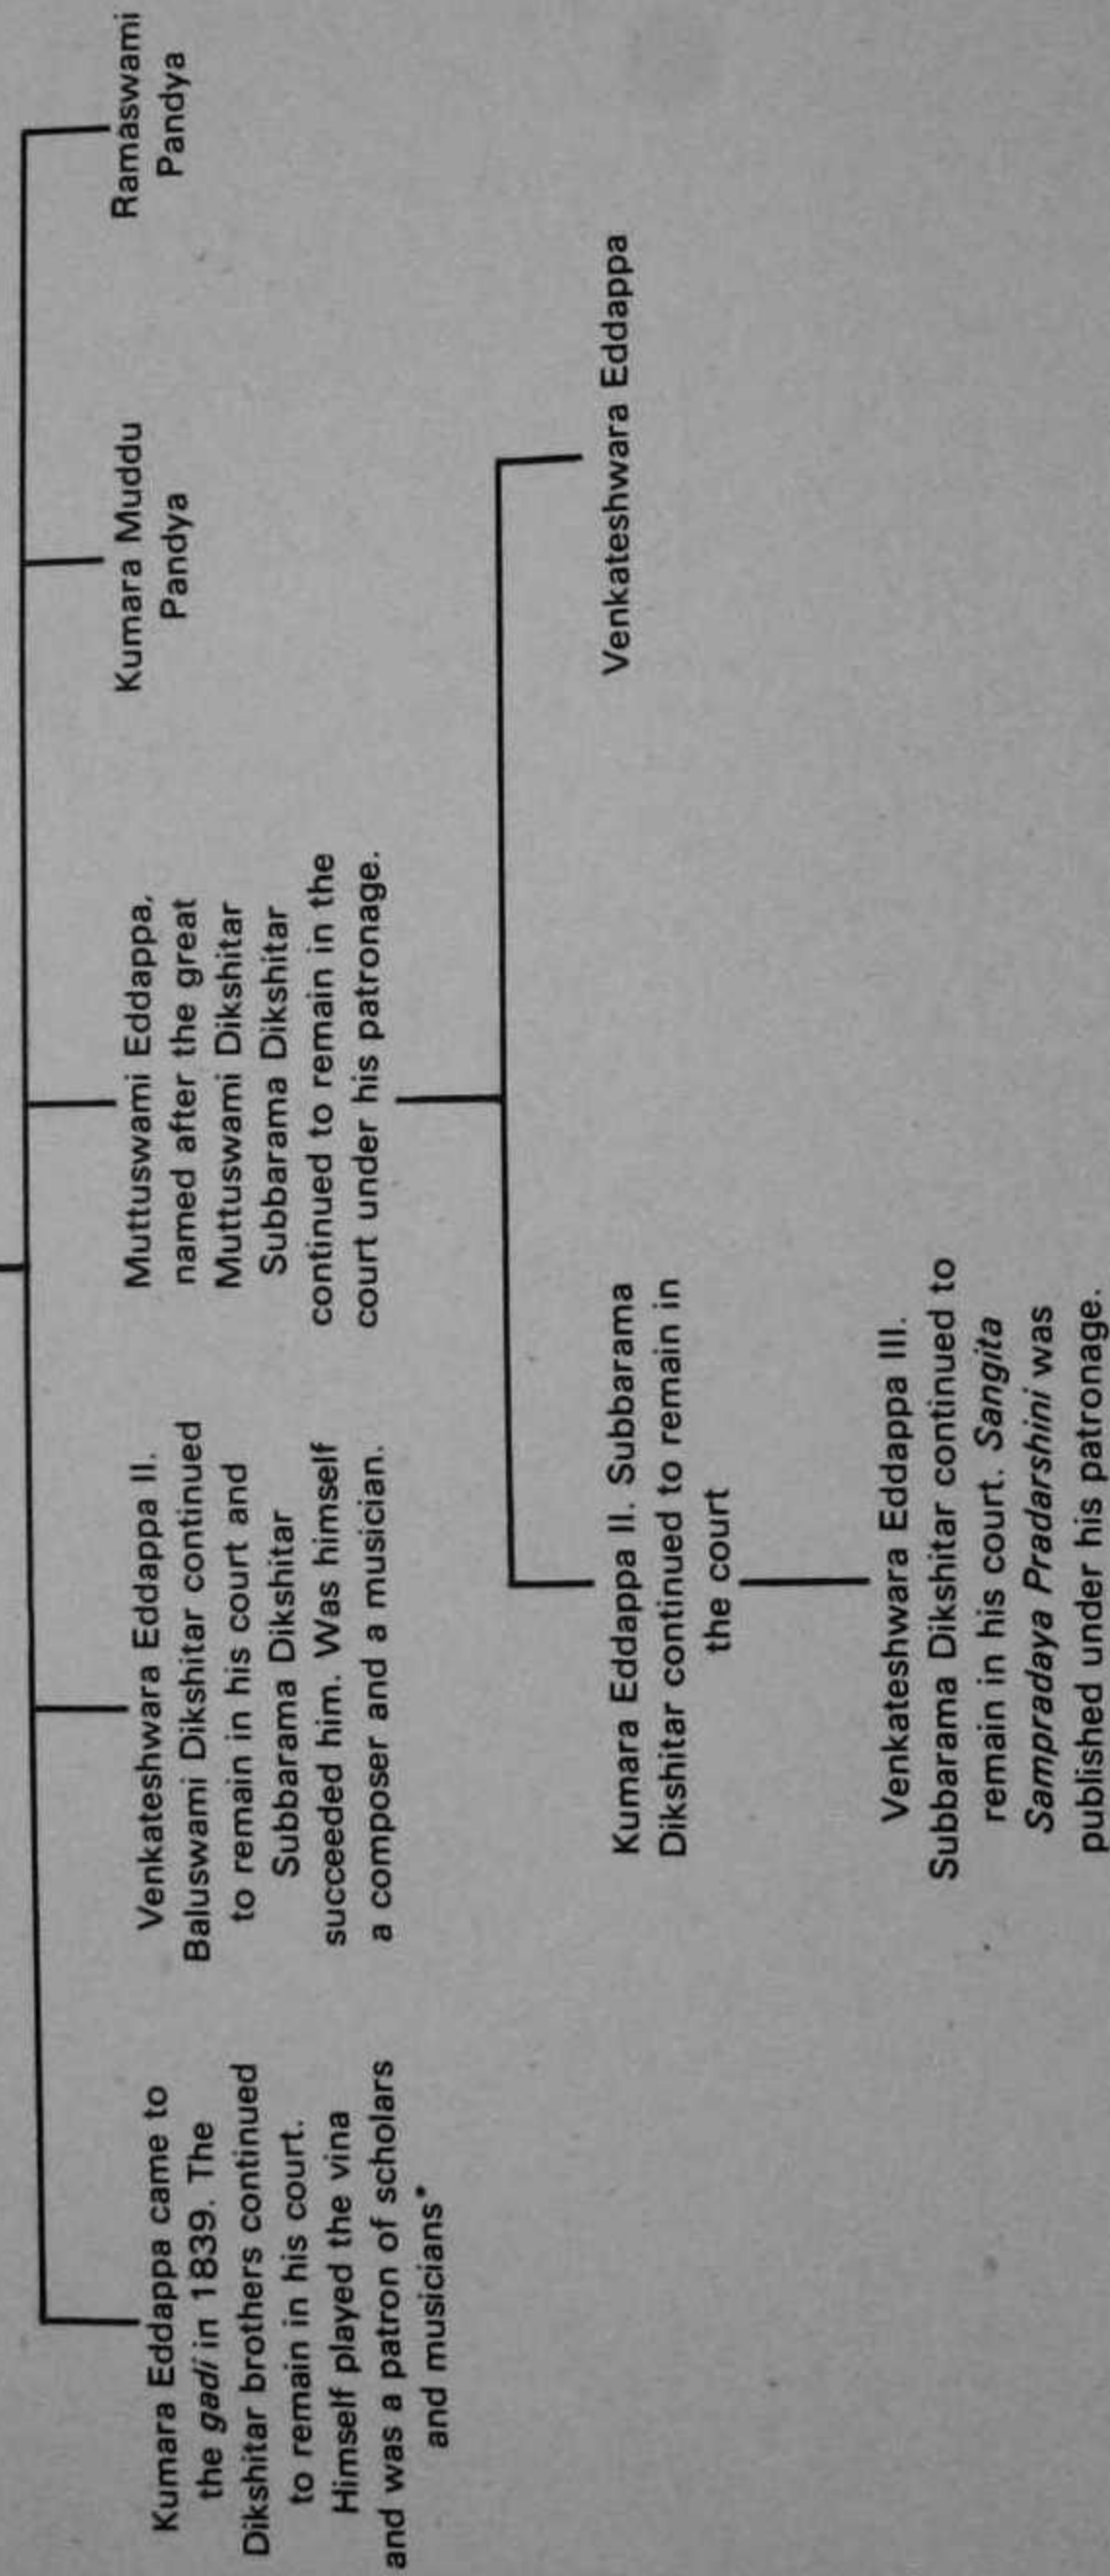 Kumara Eddappa came to
the gadi in 1839. The
Dikshitar brothers continued
to remain in his court.
Himself played the vina
and was a patron of scholars
and musicians*
Venkateshwara Eddappa II.
Baluswami Dikshitar continued
to remain in his court and
Subbarama Dikshitar
succeeded him. Was himself
a composer and a musician.
Muttuswami Eddappa,
named after the great
Muttuswami Dikshitar
Subbarama Dikshitar
continued to remain in the
court under his patronage.
Kumara Muddu
Pandya
Ramaswami
Pandya
Kumara Eddappa II. Subbarama
Dikshitar continued to remain in
the court
Venkateshwara Eddappa
Venkateshwara Eddappa III.
Subbarama Dikshitar continued to
remain in his court. Sangita
Sampradaya Pradarshini was
published under his patronage.